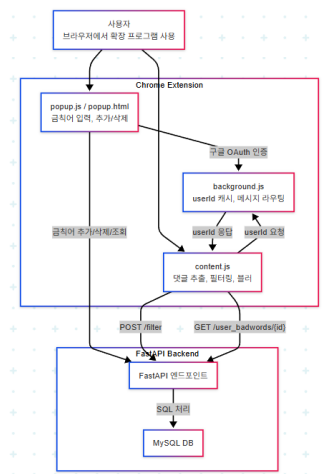 사용자
브라우저에서 확장 프로그램 사용
Chrome Extension
popup.js / popup.html
금칙어 입력, 추가/삭제
구글 OAuth 인증
background.js
userId 캐시, 메시지 라우팅
금칙어 추가/삭제/조회
userId 응답
userId 요청
content.js
댓글 추출, 필터링, 블러
POST /filter
GET /user_badwords/{id}
FastAPI Backend
FastAPI 엔드포인트
SQL 처리
MySQL DB